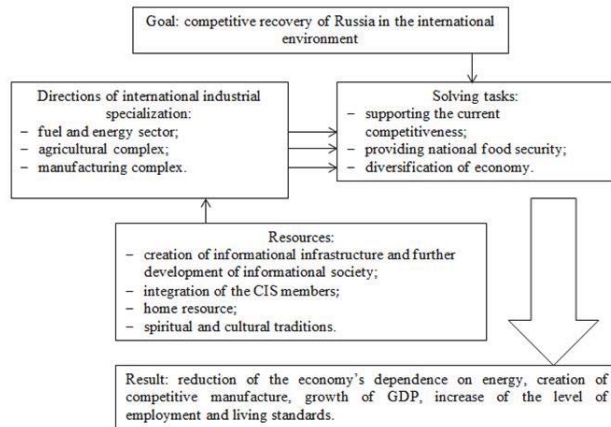 Goal: competitive recovery of Russia in the international
environment
Directions of international industrial
specialization:
– fuel and energy sector;
– agricultural complex;
– manufacturing complex.
Solving tasks:
– supporting the current
competitiveness;
– providing national food security;
– diversification of economy.
Resources:
– creation of informational infrastructure and further
development of informational society;
– integration of the CIS members;
– home resource;
– spiritual and cultural traditions.
Result: reduction of the economy’s dependence on energy, creation of
competitive manufacture, growth of GDP, increase of the level of
employment and living standards.